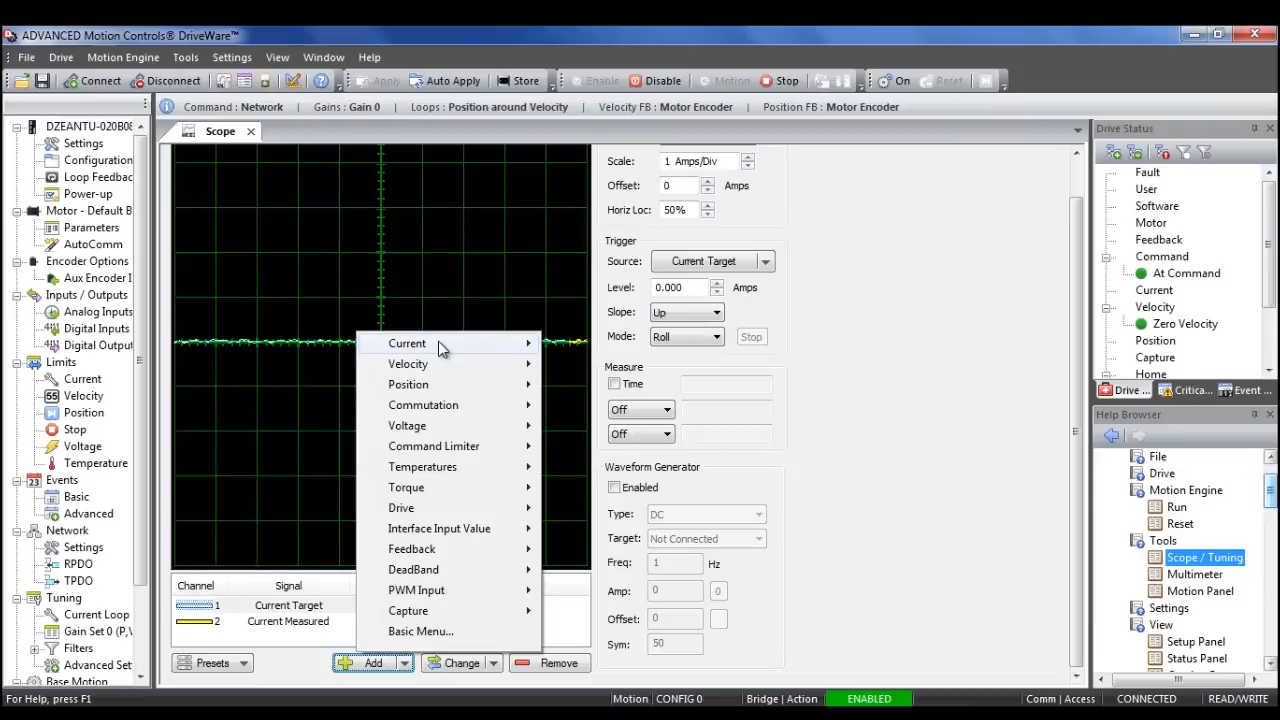 ADVANCED Motion Controls® DriveWare™
File Drive Motion Engine Tools Settings View Window Help
Connect Disconnect Apply Auto Apply Store Enable Disable Motion Stop On Reset
Command : Network Gains: Gain 0 Loops: Position around Velocity Velocity FB : Motor Encoder Position FB : Motor Encoder
DZEANTU-020B08
Settings
Configuration
Loop Feedbac
Power-up
Motor - Default B
Parameters
AutoComm
Encoder Options
Aux Encoder I
Inputs / Outputs
Analog Inputs
Digital Inputs
Digital Output
Limits
Current
Velocity
Position
Stop
Voltage
Temperature
Events
Basic
Advanced
Network
Settings
RPDO
TPDO
Tuning
Current Loop
Gain Set 0 (P,V
Filters
Advanced Set
Base Motion
Scope
Current
Velocity
Position
Commutation
Voltage
Command Limiter
Temperatures
Torque
Drive
Interface Input Value
Feedback
DeadBand
PWM Input
Capture
Basic Menu...
Channel Signal
1 Current Target
2 Current Measured
Presets Add Change Remove
Scale: 1 Amps/Div
Offset: 0 Amps
Horiz Loc: 50%
Trigger
Source: Current Target
Level: 0.000 Amps
Slope: Up
Mode: Roll Stop
Measure
Time
Off
Off
Waveform Generator
Enabled
Type: DC
Target: Not Connected
Freq: 1 Hz
Amp: 0 0
Offset: 0
Sym: 50
Drive Status
Fault
User
Software
Motor
Feedback
Command
At Command
Current
Velocity
Zero Velocity
Position
Capture
Home
Drive ... Critica... Event ...
Help Browser
File
Drive
Motion Engine
Run
Reset
Tools
Scope / Tuning
Multimeter
Motion Panel
Settings
View
Setup Panel
Status Panel
For Help, press F1 Motion CONFIG 0 Bridge | Action ENABLED Comm | Access CONNECTED READ/WRITE